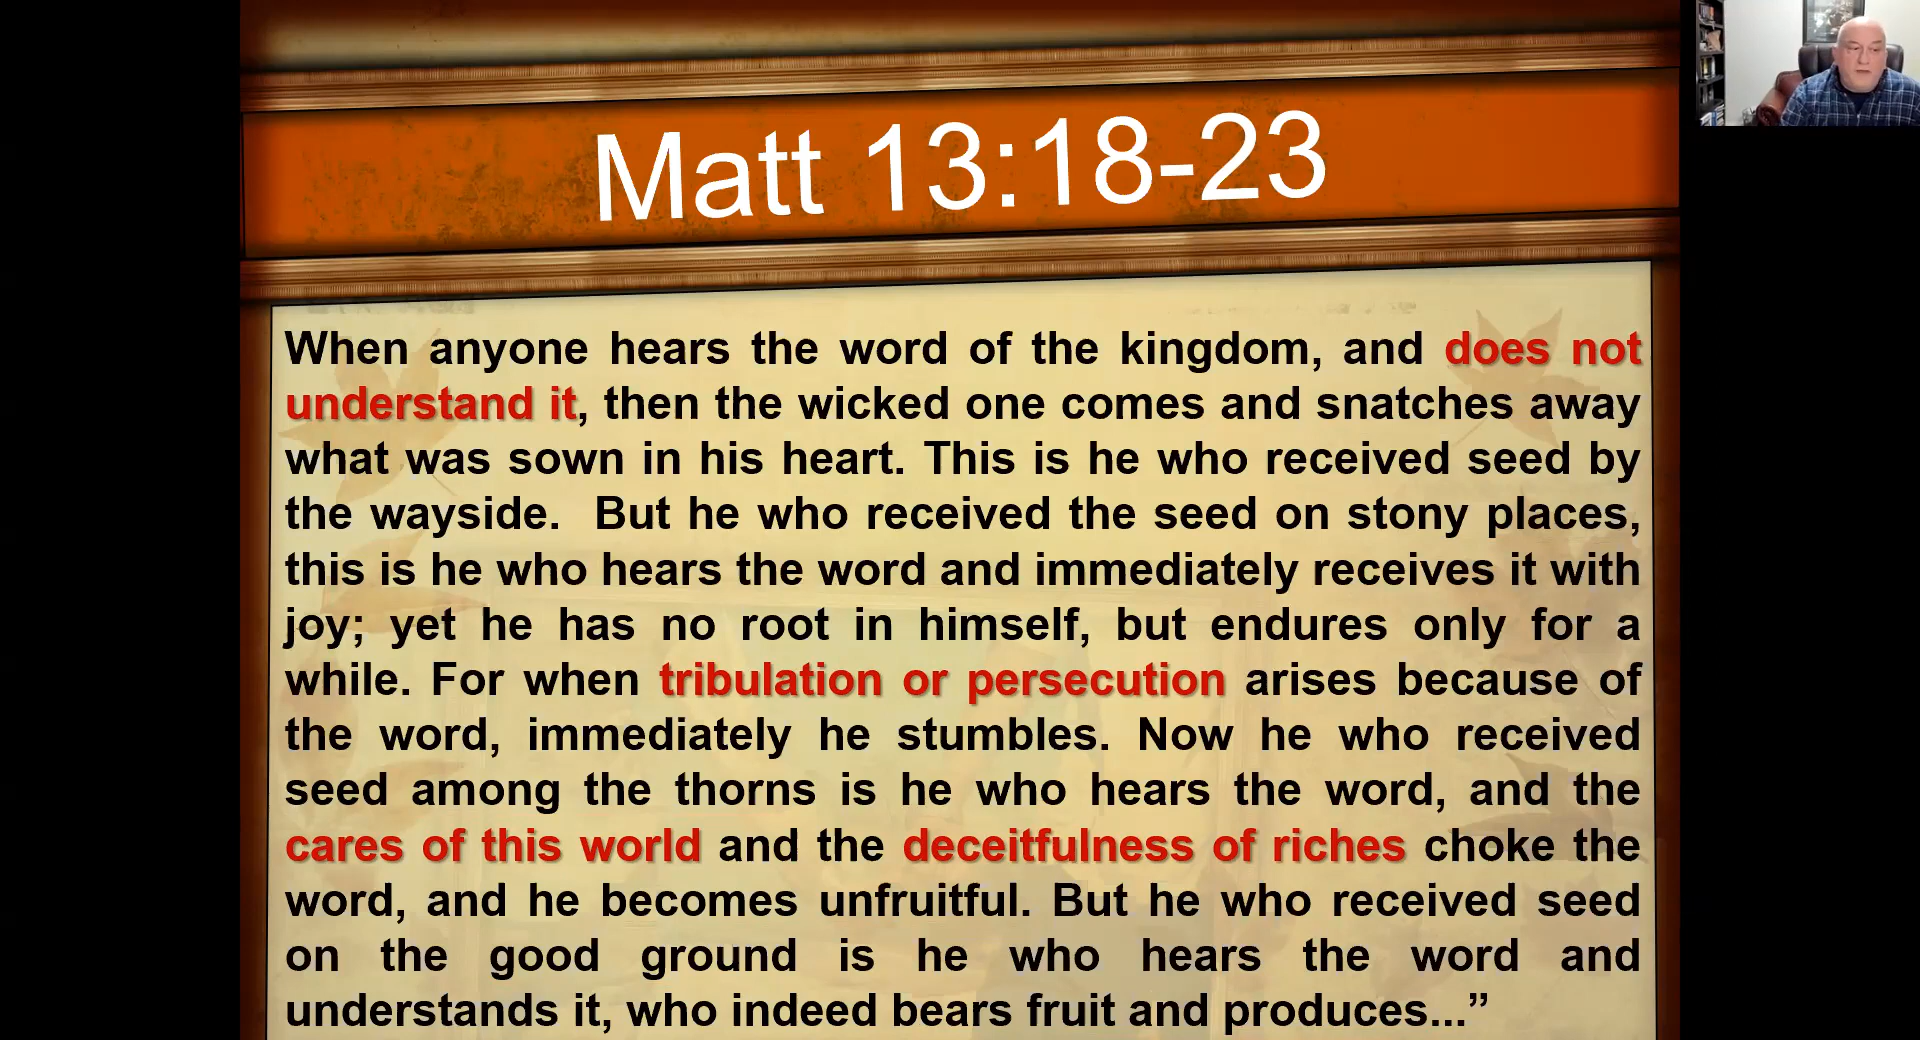 Matt 13:18-23
When anyone hears the word of the kingdom, and does not
understand it, then the wicked one comes and snatches away
what was sown in his heart. This is he who received seed by
the wayside.  But he who received the seed on stony places,
this is he who hears the word and immediately receives it with
joy; yet he has no root in himself, but endures only for a
while. For when tribulation or persecution arises because of
the word, immediately he stumbles. Now he who received
seed among the thorns is he who hears the word, and the
cares of this world and the deceitfulness of riches choke the
word, and he becomes unfruitful. But he who received seed
on the good ground is he who hears the word and
understands it, who indeed bears fruit and produces...”